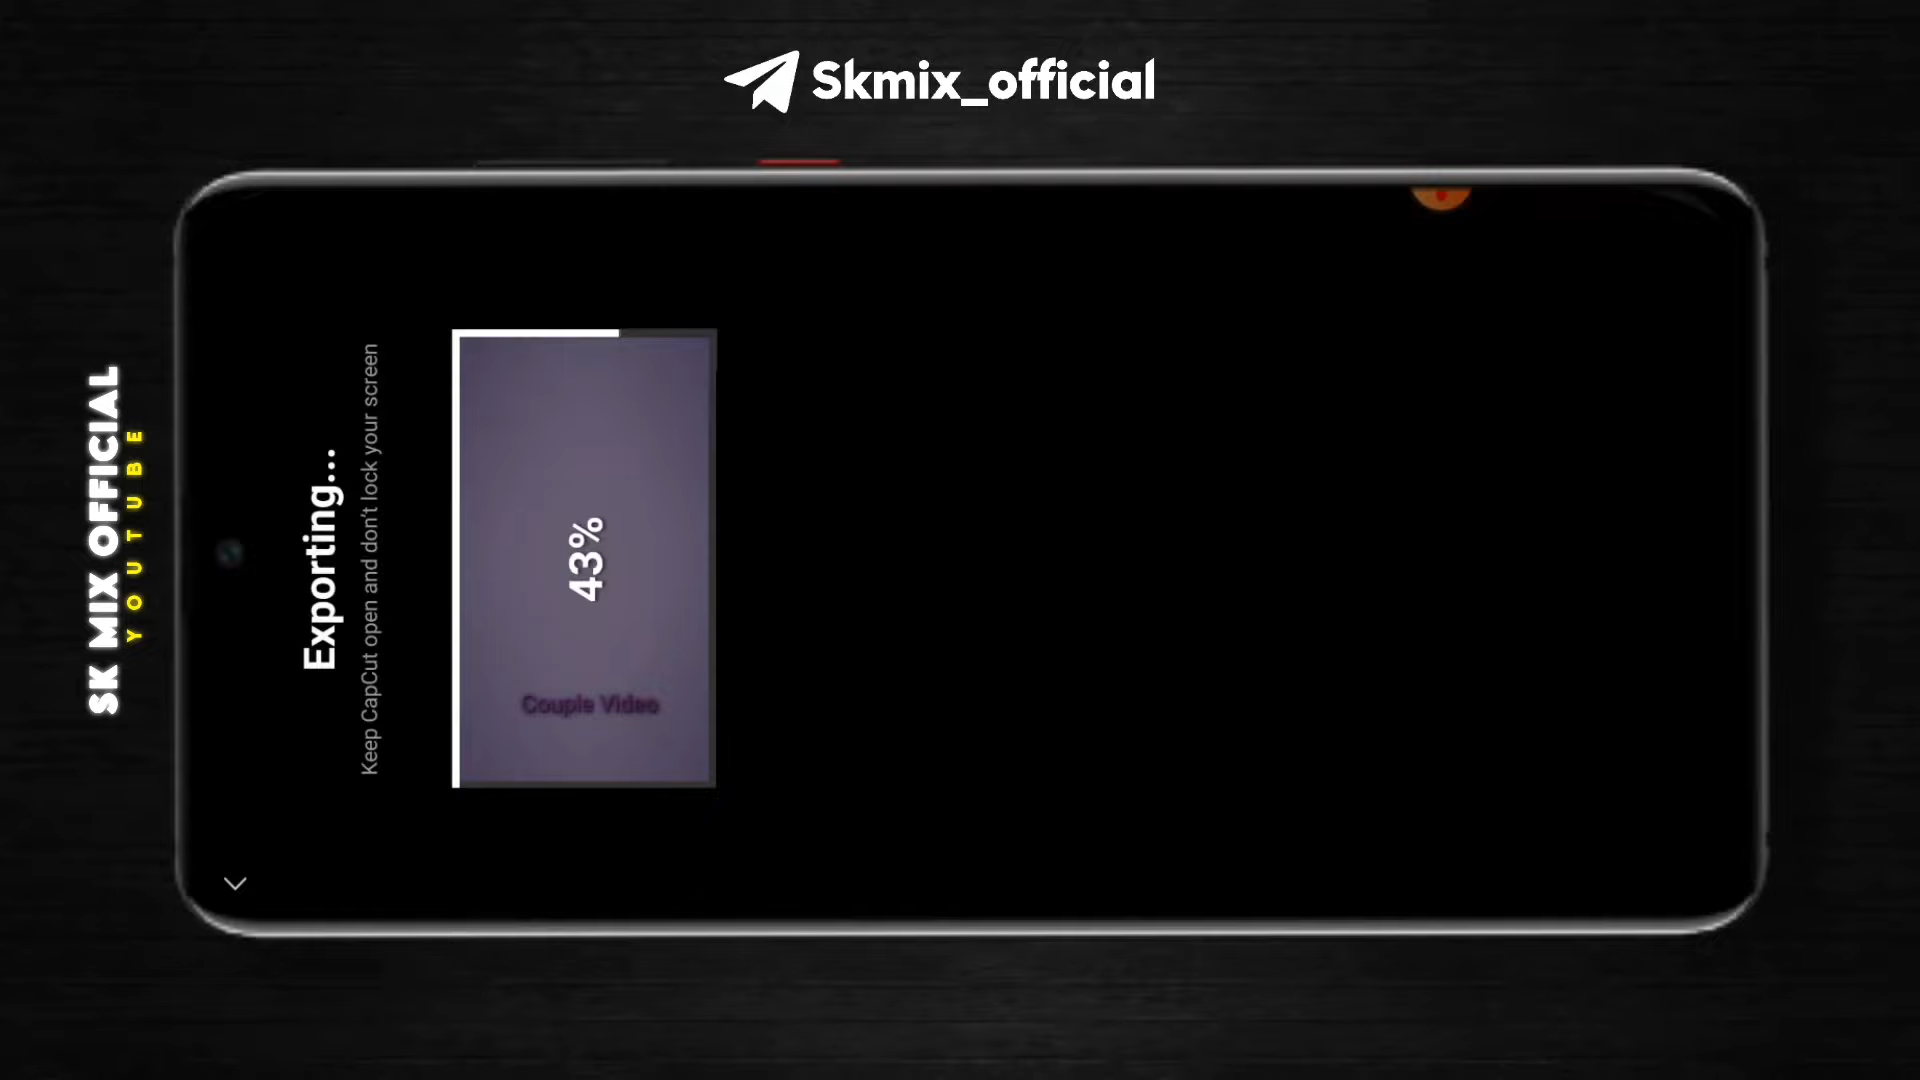 Skmix_official
SK MIX OFFICIAL
YOUTUBE
Exporting...
Keep CapCut open and don't lock your screen
43%
Couple Video